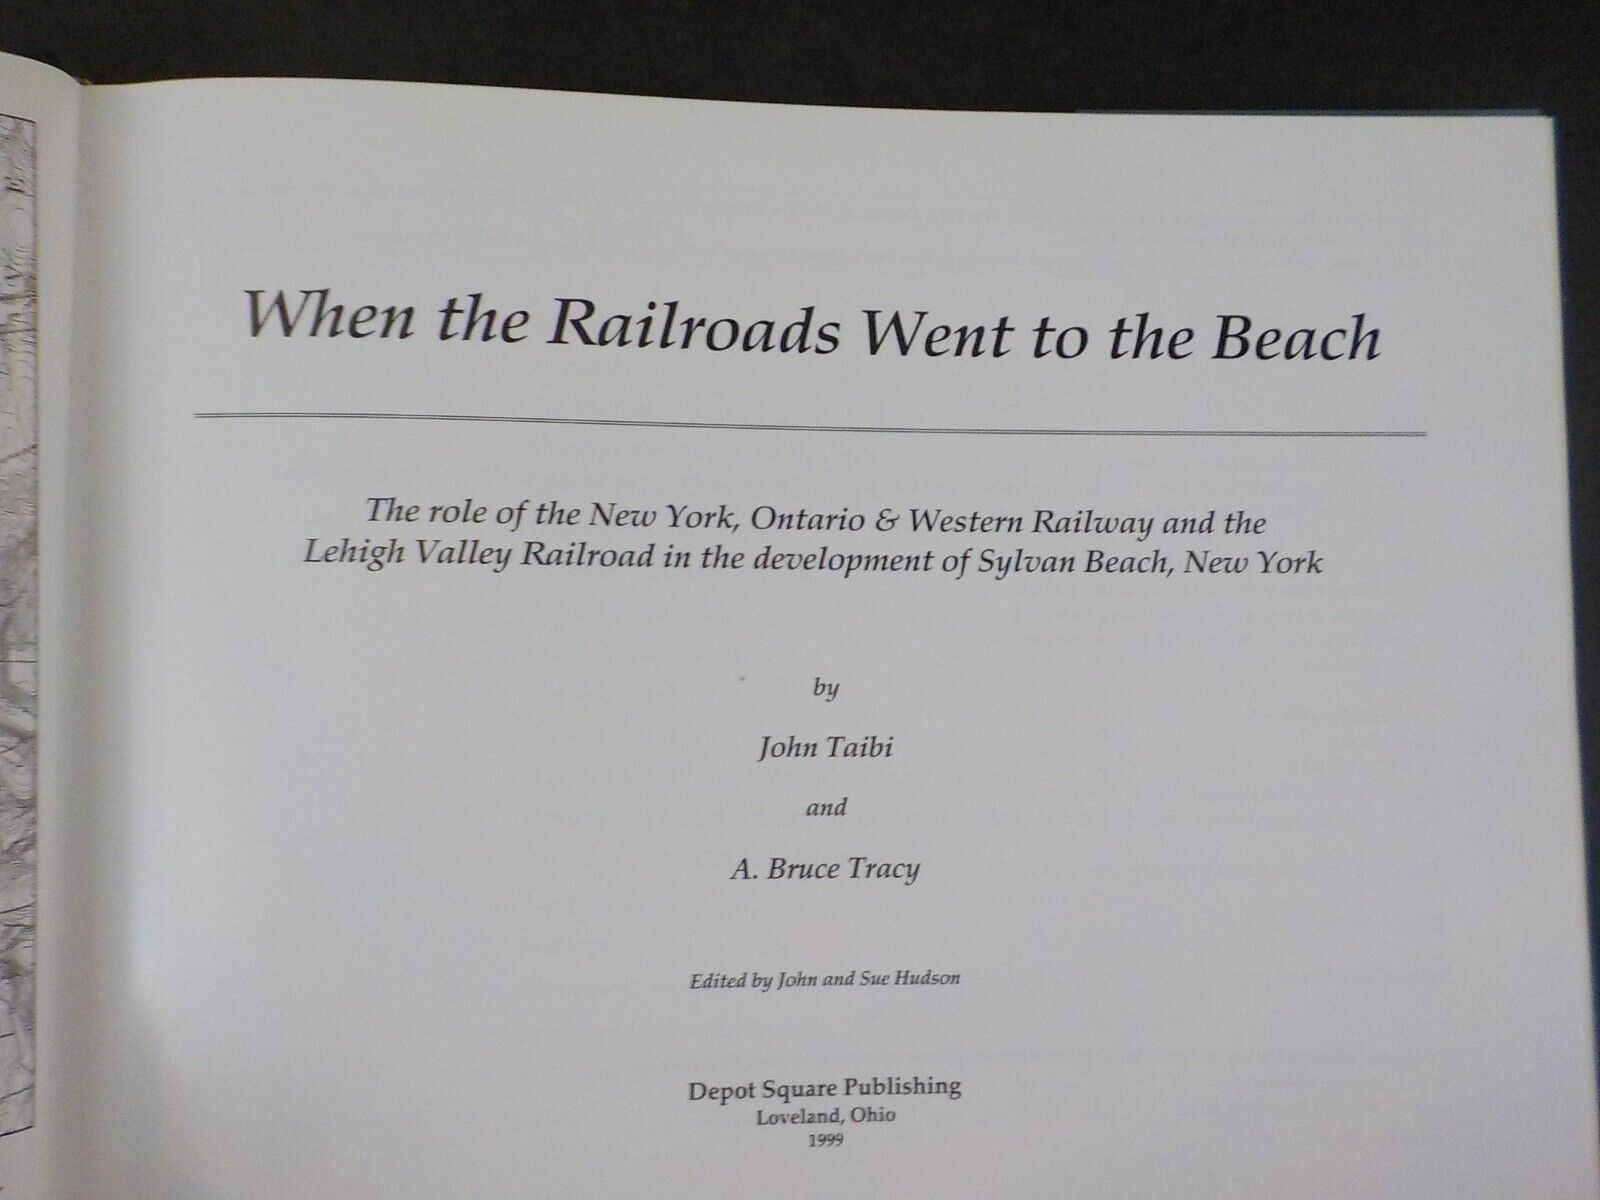 When the Railroads Went to the Beach
The role of the New York, Ontario & Western Railway and the
Lehigh Valley Railroad in the development of Sylvan Beach, New York
by
John Taibi
and
A. Bruce Tracy
Edited by John and Sue Hudson
Depot Square Publishing
Loveland, Ohio
1999